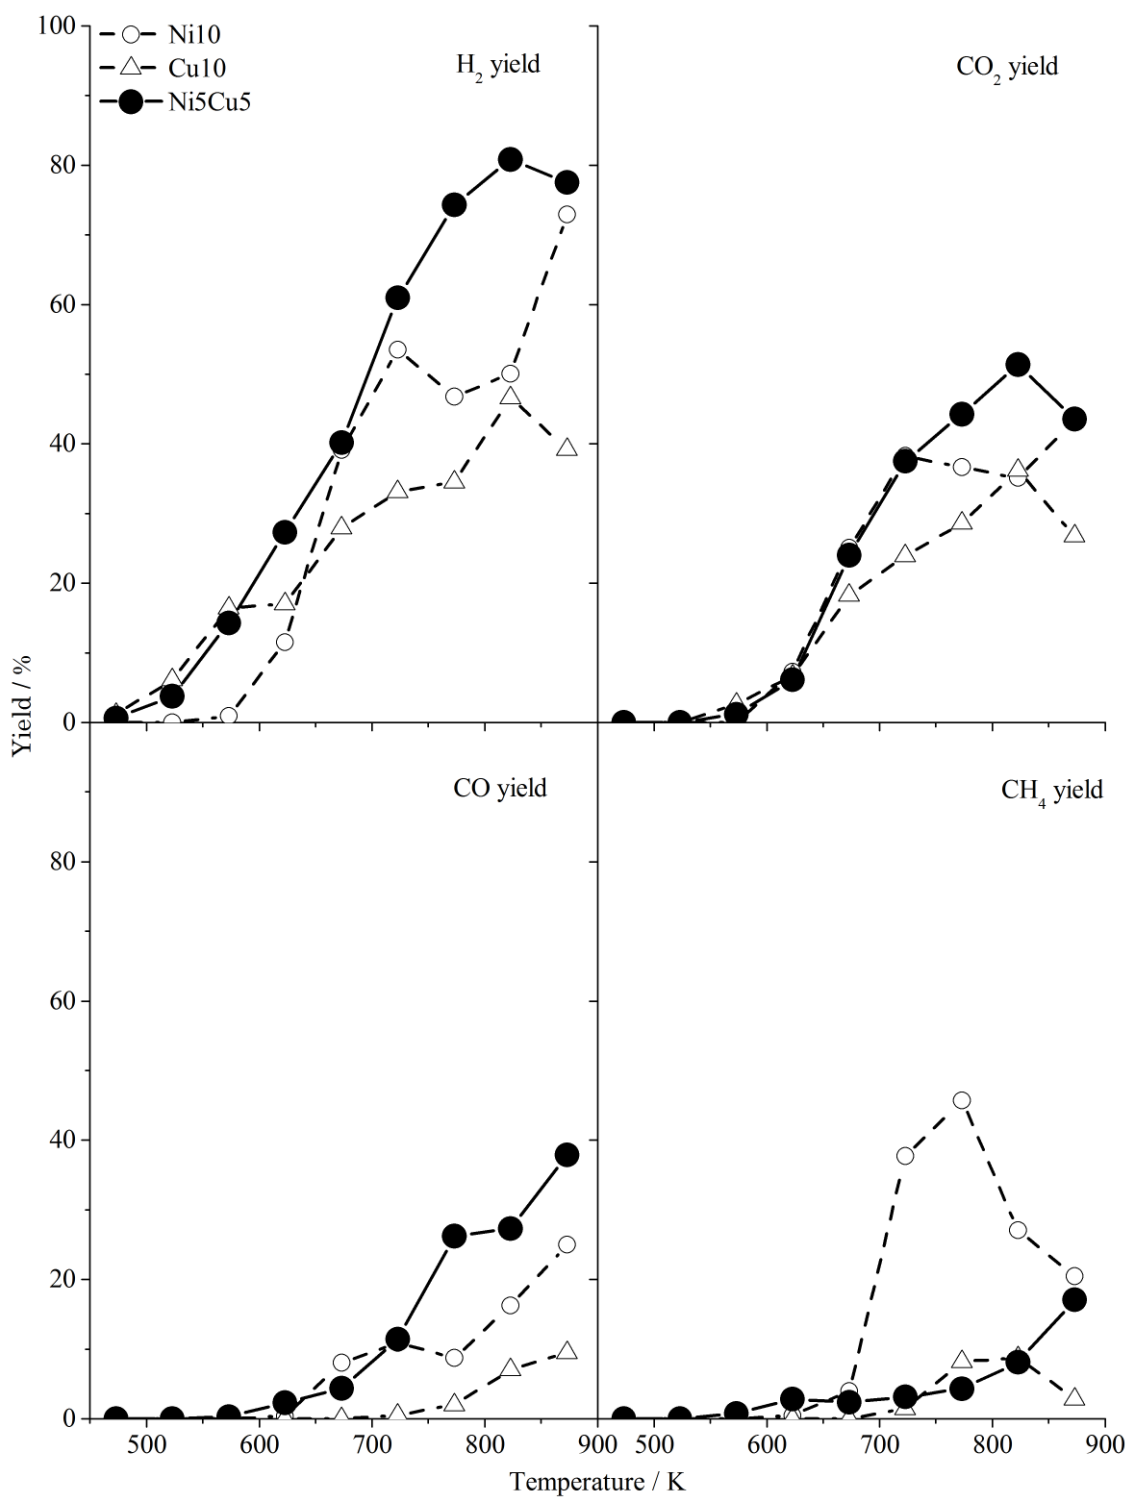 100
Ni10
Cu10
Ni5Cu5
H₂ yield
CO₂ yield
80
60
40
20
0
Yield / %
CO yield
CH₄ yield
80
60
40
20
0
500 600 700 800 900 500 600 700 800 900
Temperature / K